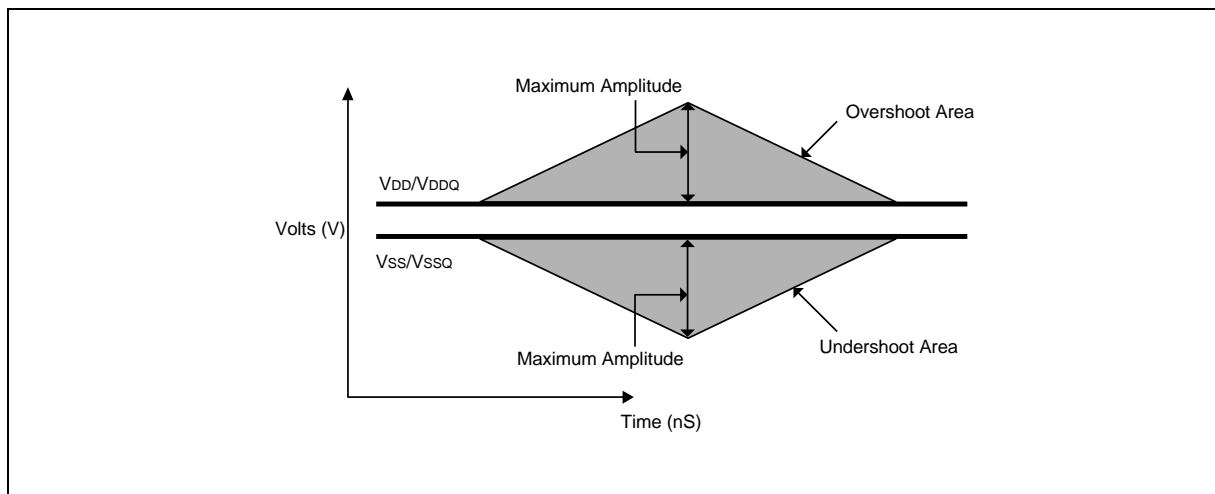 Maximum Amplitude
Overshoot Area
VDD/VDDQ
Volts (V)
VSS/VSSQ
Maximum Amplitude
Undershoot Area
Time (nS)